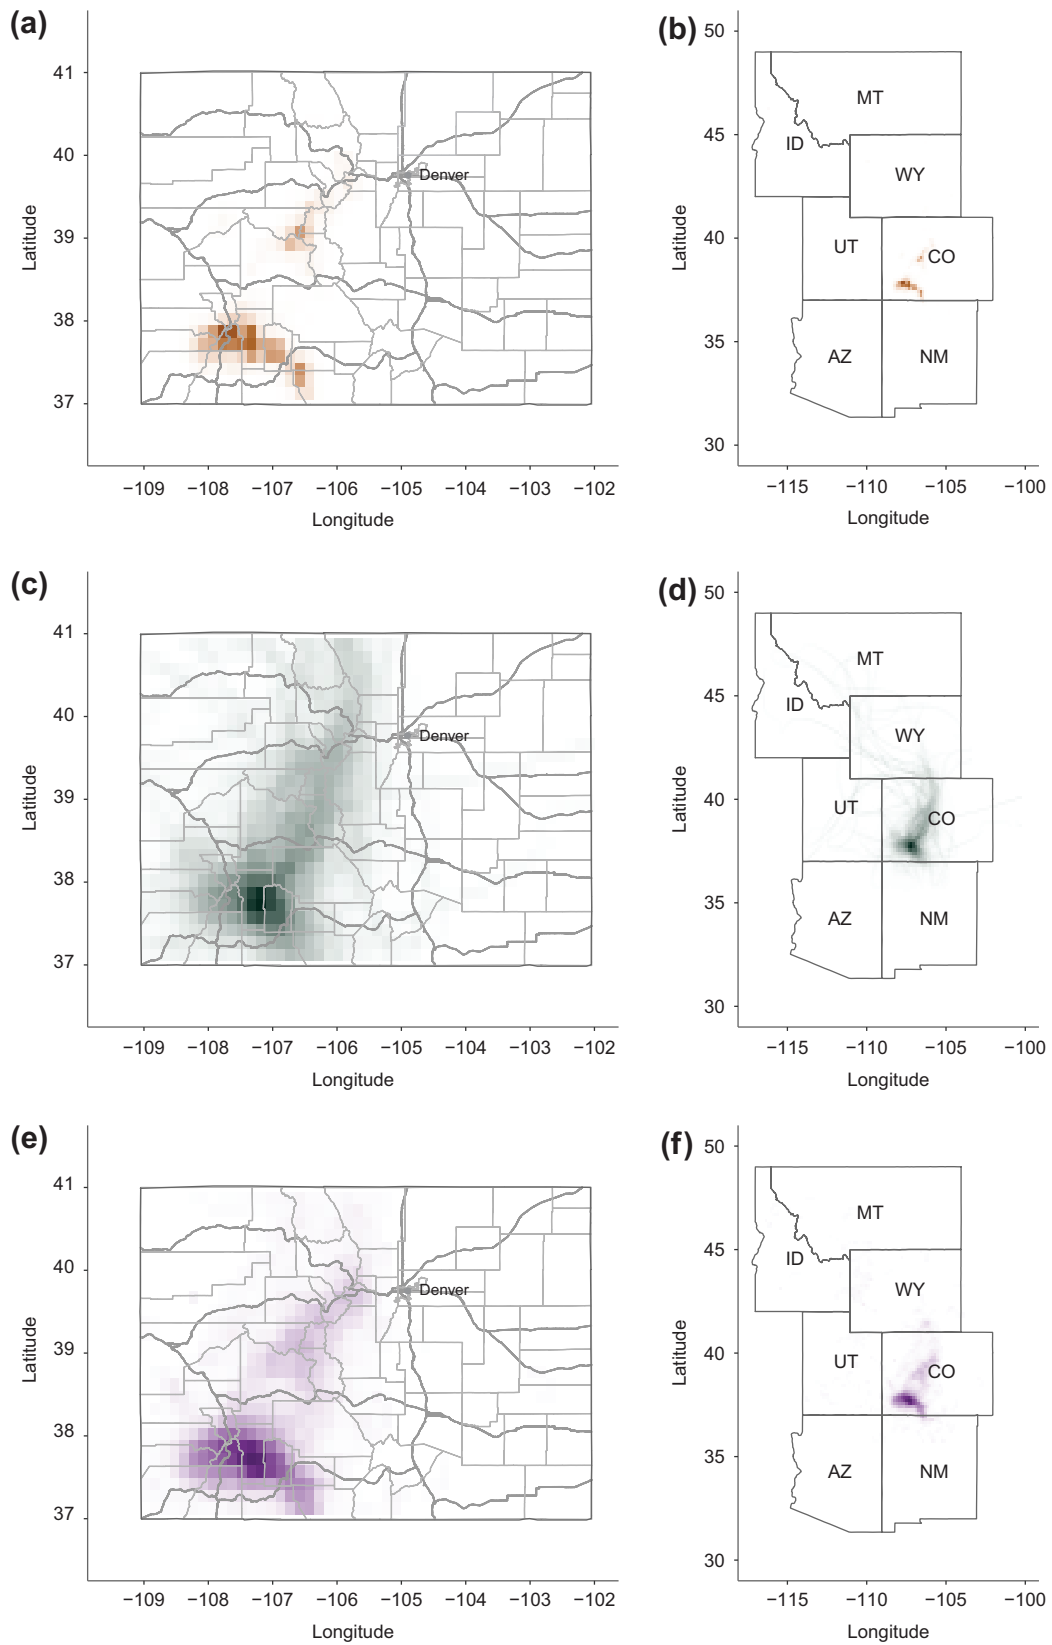 (a)
41
40
39
38
37
Latitude
Denver
−109 −108 −107 −106 −105 −104 −103 −102
Longitude
(b)
50
45
40
35
30
Latitude
MT
ID
WY
UT
CO
AZ
NM
−115 −110 −105 −100
Longitude
(c)
41
40
39
38
37
Latitude
Denver
−109 −108 −107 −106 −105 −104 −103 −102
Longitude
(d)
50
45
40
35
30
Latitude
MT
ID
WY
UT
CO
AZ
NM
−115 −110 −105 −100
Longitude
(e)
41
40
39
38
37
Latitude
Denver
−109 −108 −107 −106 −105 −104 −103 −102
Longitude
(f)
50
45
40
35
30
Latitude
MT
ID
WY
UT
CO
AZ
NM
−115 −110 −105 −100
Longitude